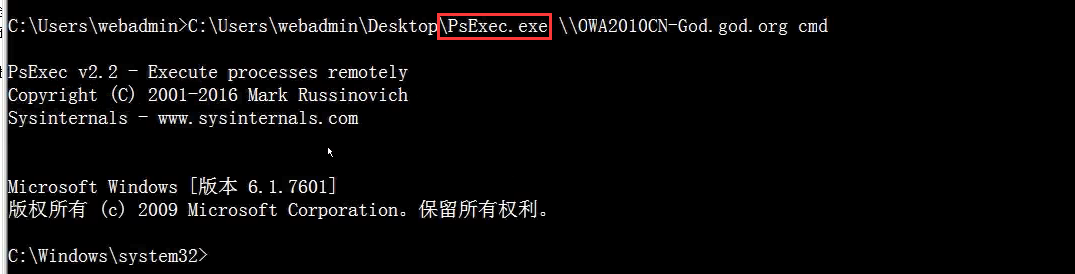 C:\Users\webadmin>C:\Users\webadmin\Desktop\PsExec.exe \\OWA2010CN-God.god.org cmd
PsExec v2.2 - Execute processes remotely
Copyright (C) 2001-2016 Mark Russinovich
Sysinternals - www.sysinternals.com
Microsoft Windows [版本 6.1.7601]
版权所有 (c) 2009 Microsoft Corporation。保留所有权利。
C:\Windows\system32>